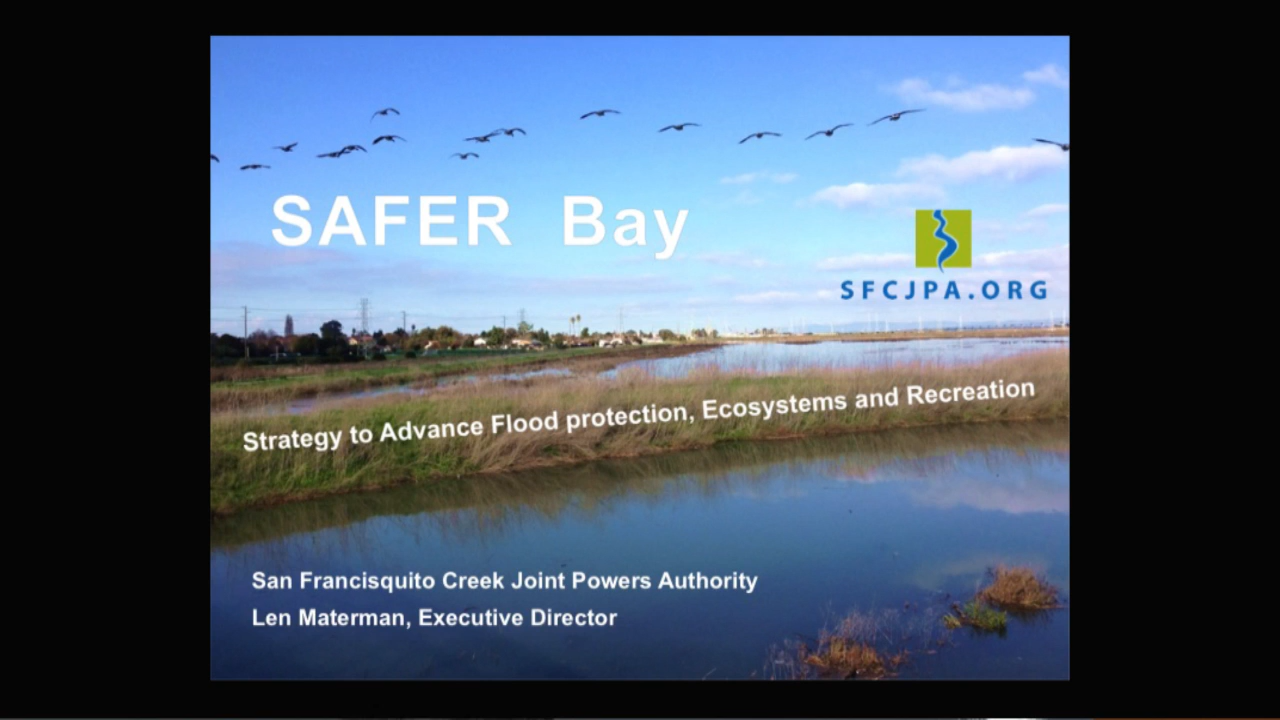 SAFER Bay
SFCJPA.ORG
Strategy to Advance Flood protection, Ecosystems and Recreation
San Francisquito Creek Joint Powers Authority
Len Materman, Executive Director